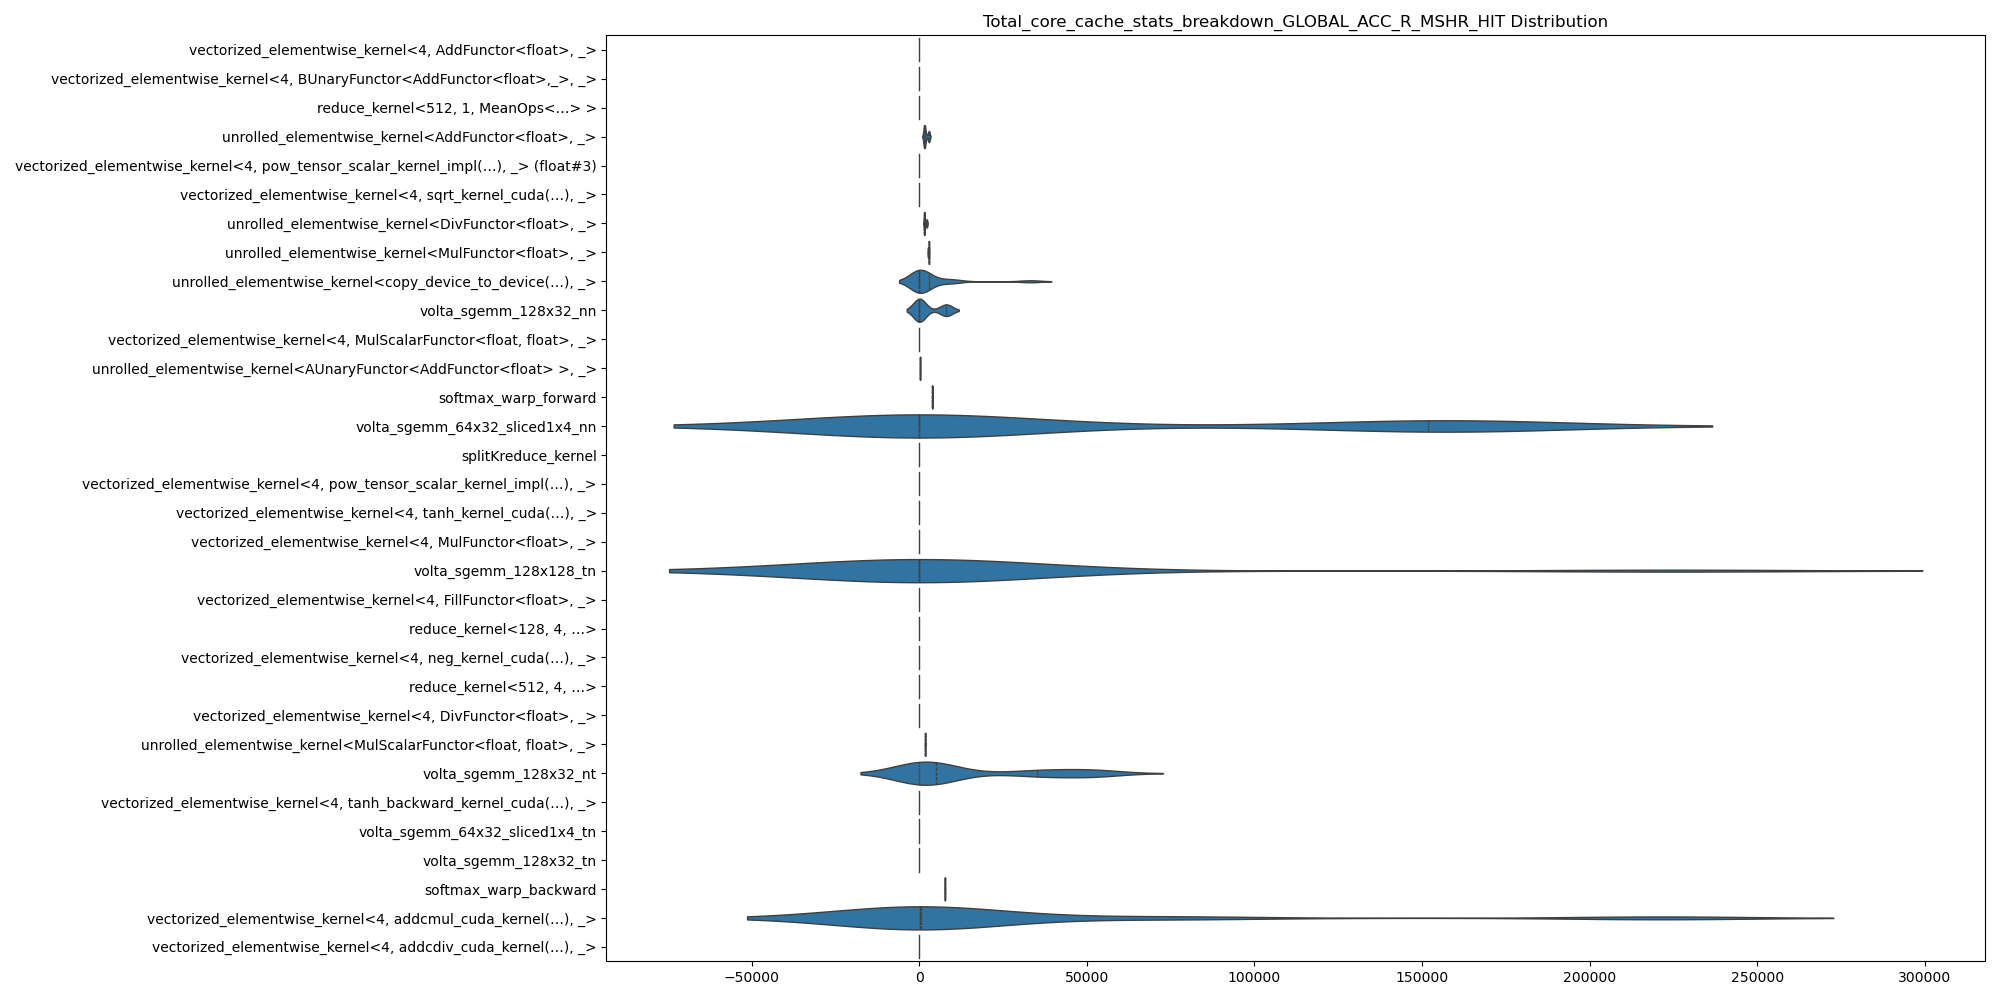 Total_core_cache_stats_breakdown_GLOBAL_ACC_R_MSHR_HIT Distribution
vectorized_elementwise_kernel<4, AddFunctor<float>, _>
vectorized_elementwise_kernel<4, BUnaryFunctor<AddFunctor<float>,_>, _>
reduce_kernel<512, 1, MeanOps<...> >
unrolled_elementwise_kernel<AddFunctor<float>, _>
vectorized_elementwise_kernel<4, pow_tensor_scalar_kernel_impl(...), _> (float#3)
vectorized_elementwise_kernel<4, sqrt_kernel_cuda(...), _>
unrolled_elementwise_kernel<DivFunctor<float>, _>
unrolled_elementwise_kernel<MulFunctor<float>, _>
unrolled_elementwise_kernel<copy_device_to_device(...), _>
volta_sgemm_128x32_nn
vectorized_elementwise_kernel<4, MulScalarFunctor<float, float>, _>
unrolled_elementwise_kernel<AUnaryFunctor<AddFunctor<float> >, _>
softmax_warp_forward
volta_sgemm_64x32_sliced1x4_nn
splitKreduce_kernel
vectorized_elementwise_kernel<4, pow_tensor_scalar_kernel_impl(...), _>
vectorized_elementwise_kernel<4, tanh_kernel_cuda(...), _>
vectorized_elementwise_kernel<4, MulFunctor<float>, _>
volta_sgemm_128x128_tn
vectorized_elementwise_kernel<4, FillFunctor<float>, _>
reduce_kernel<128, 4, ...>
vectorized_elementwise_kernel<4, neg_kernel_cuda(...), _>
reduce_kernel<512, 4, ...>
vectorized_elementwise_kernel<4, DivFunctor<float>, _>
unrolled_elementwise_kernel<MulScalarFunctor<float, float>, _>
volta_sgemm_128x32_nt
vectorized_elementwise_kernel<4, tanh_backward_kernel_cuda(...), _>
volta_sgemm_64x32_sliced1x4_tn
volta_sgemm_128x32_tn
softmax_warp_backward
vectorized_elementwise_kernel<4, addcmul_cuda_kernel(...), _>
vectorized_elementwise_kernel<4, addcdiv_cuda_kernel(...), _>
−50000 0 50000 100000 150000 200000 250000 300000